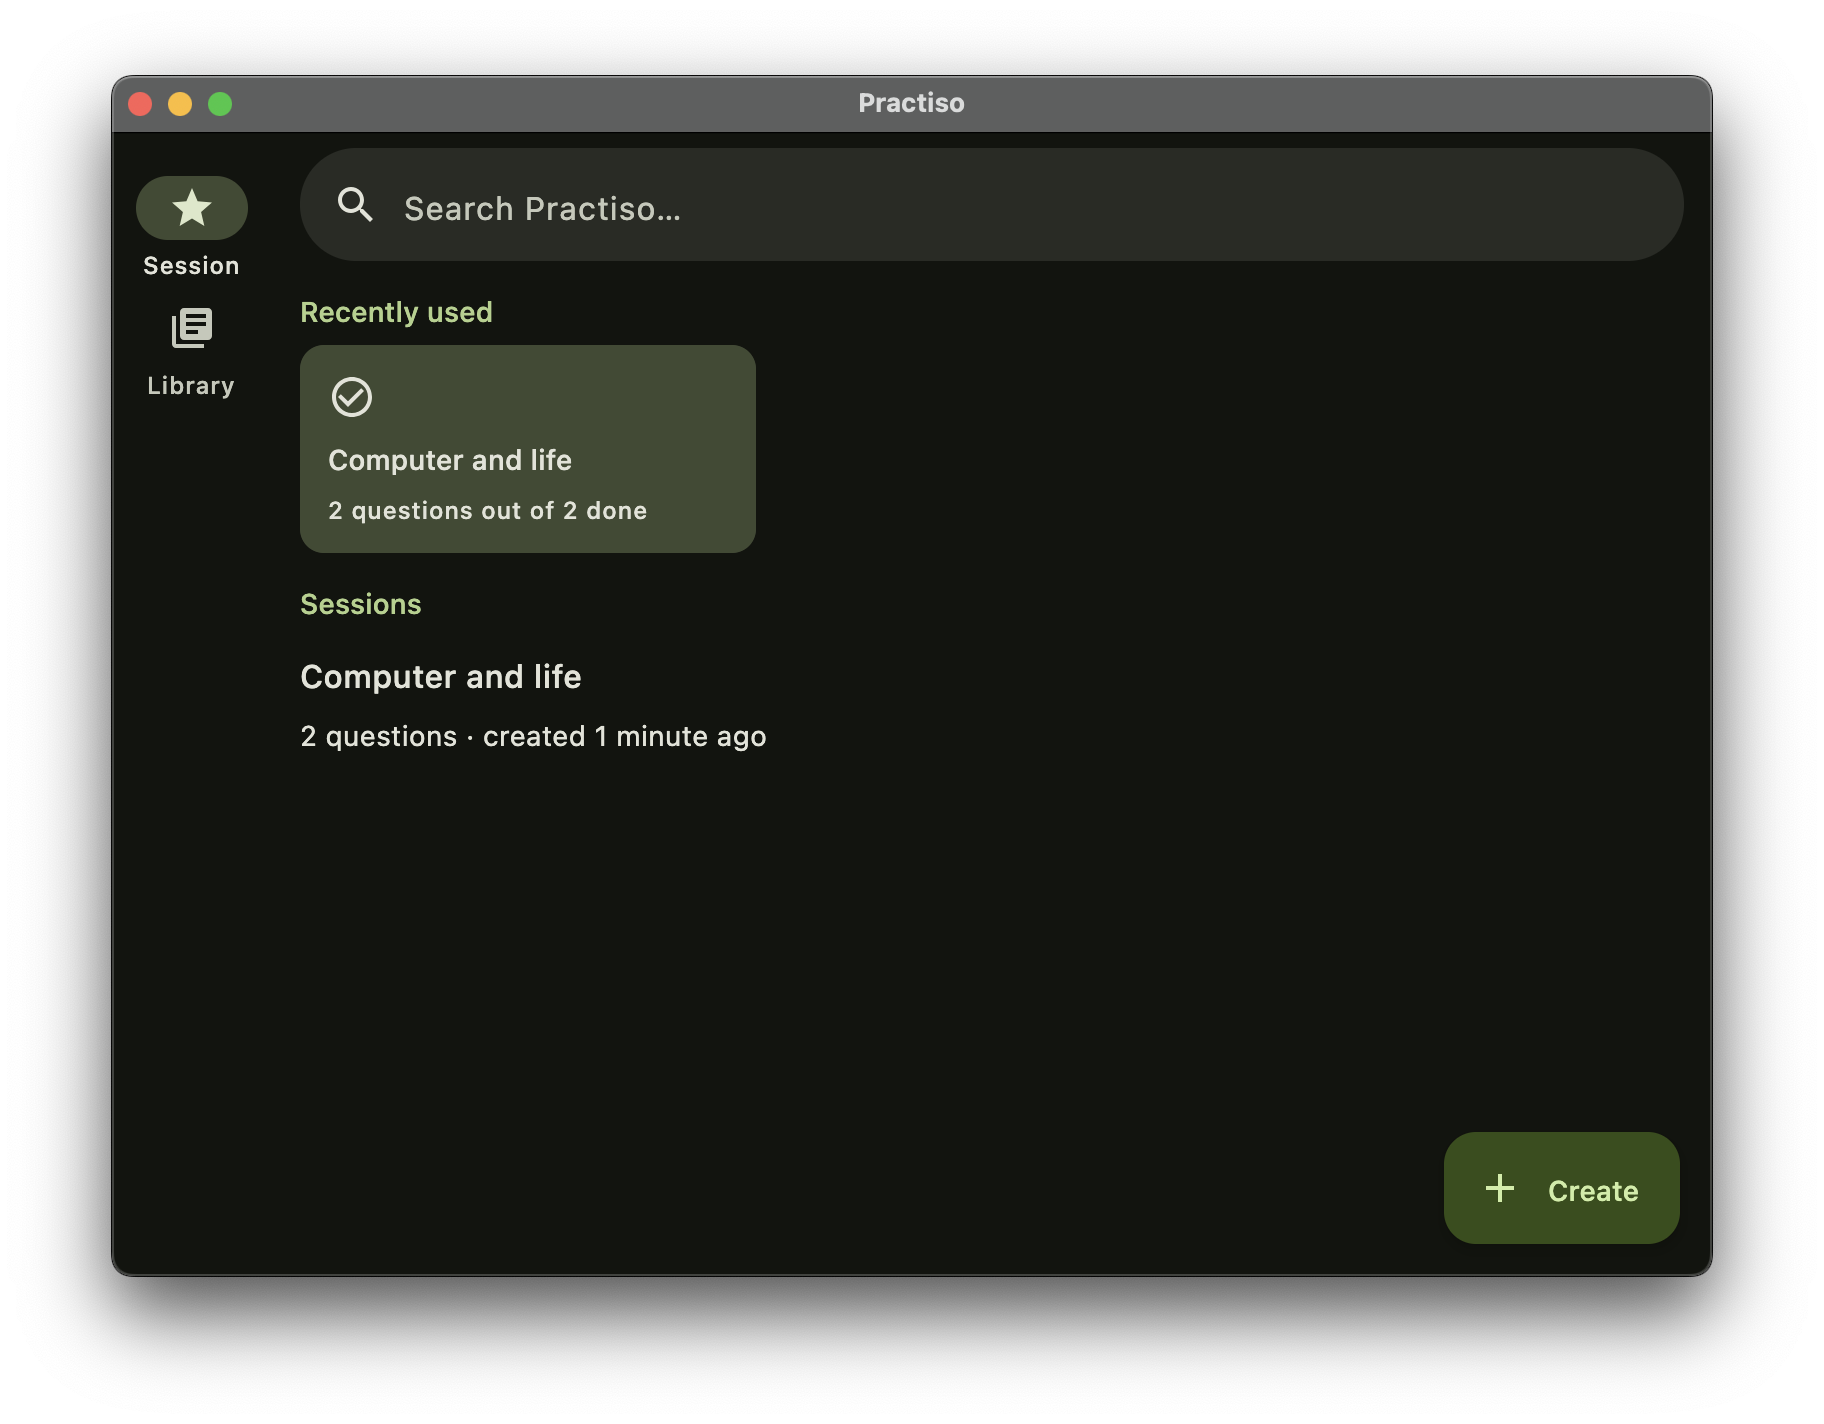 Practiso
Search Practiso...
Session
Library
Recently used
Computer and life
2 questions out of 2 done
Sessions
Computer and life
2 questions · created 1 minute ago
Create